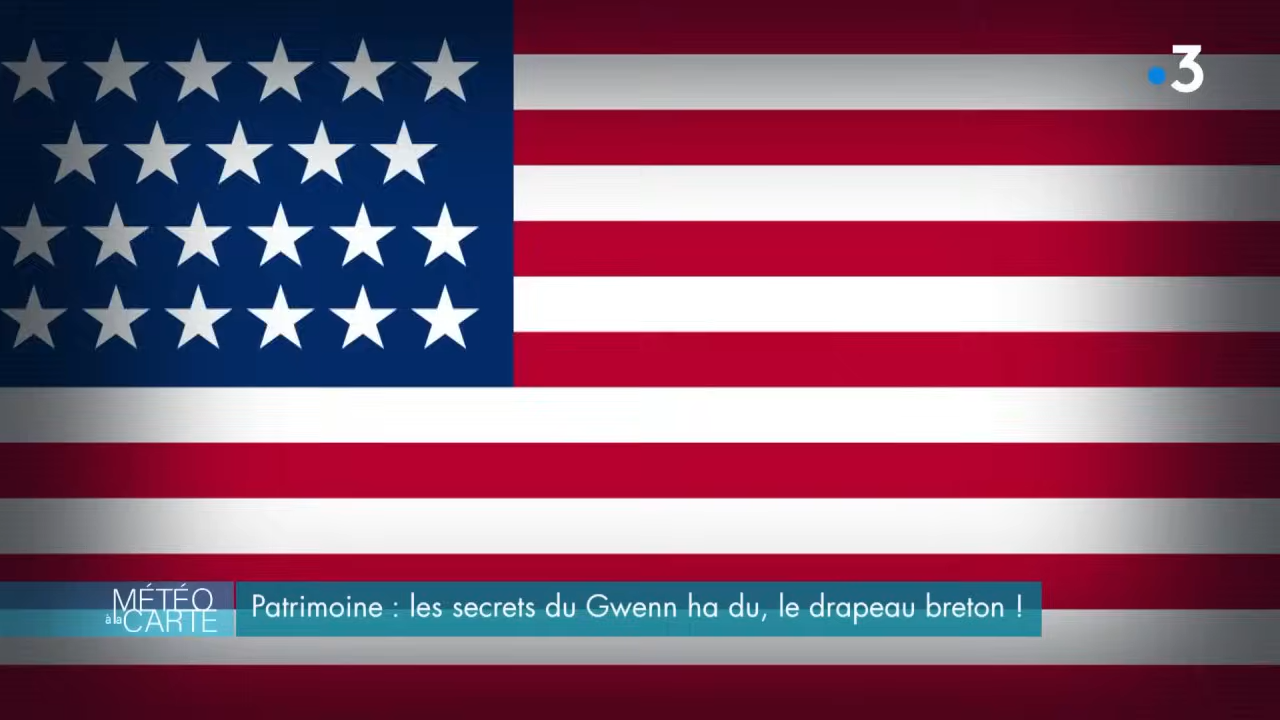 3
MÉTÉO
à la CARTE
Patrimoine : les secrets du Gwenn ha du, le drapeau breton !